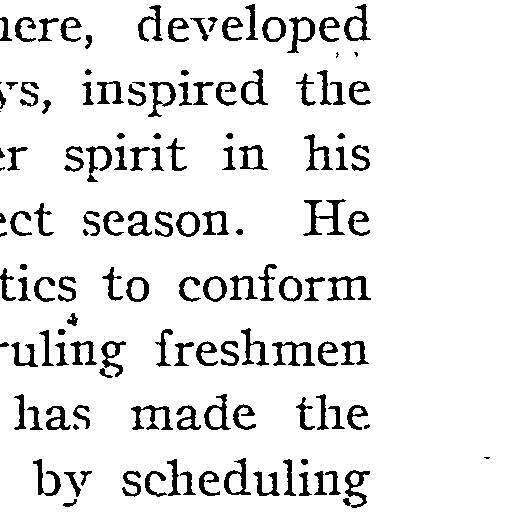 here, developed
ys, inspired the
er spirit in his
ect season. He
tics to conform
ruling freshmen
has made the
by scheduling